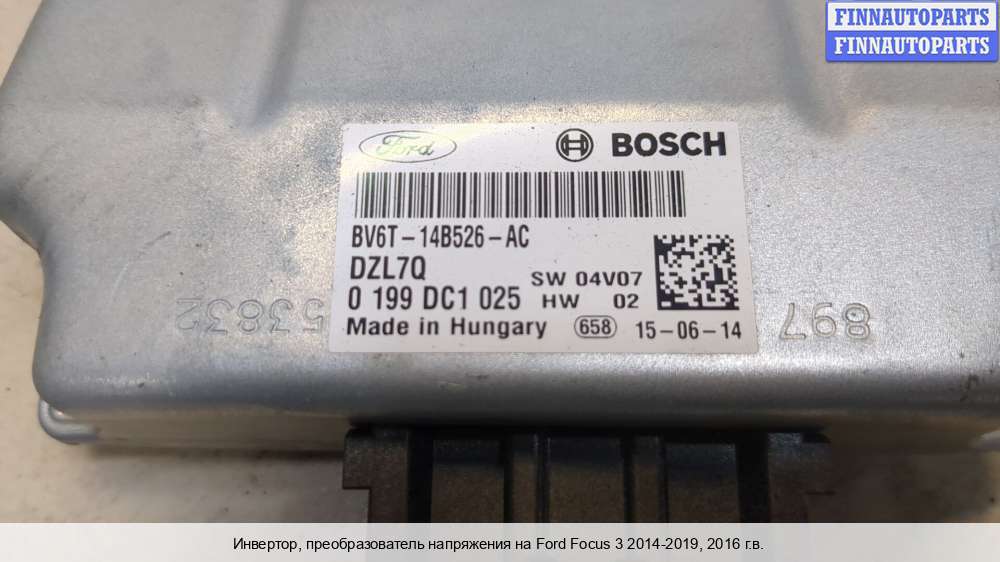 FINNAUTOPARTS
FINNAUTOPARTS
Ford
BOSCH
BV6T-14B526-AC
DZL7Q
SW 04V07
0 199 DC1 025
HW 02
Made in Hungary 658 15-06-14
53832
897
Инвертор, преобразователь напряжения на Ford Focus 3 2014-2019, 2016 г.в.